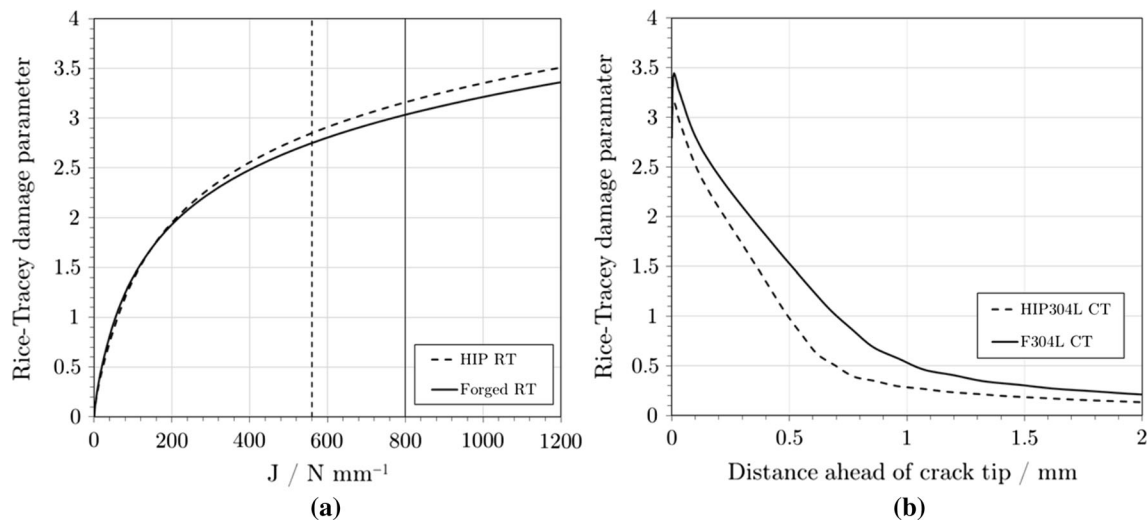 Rice-Tracey damage parameter
4
3.5
3
2.5
2
1.5
1
0.5
0
HIP RT
Forged RT
0 200 400 600 800 1000 1200
J / N mm⁻¹
(a)
Rice-Tracey damage paramater
4
3.5
3
2.5
2
1.5
1
0.5
0
HIP304L CT
F304L CT
0 0.5 1 1.5 2
Distance ahead of crack tip / mm
(b)